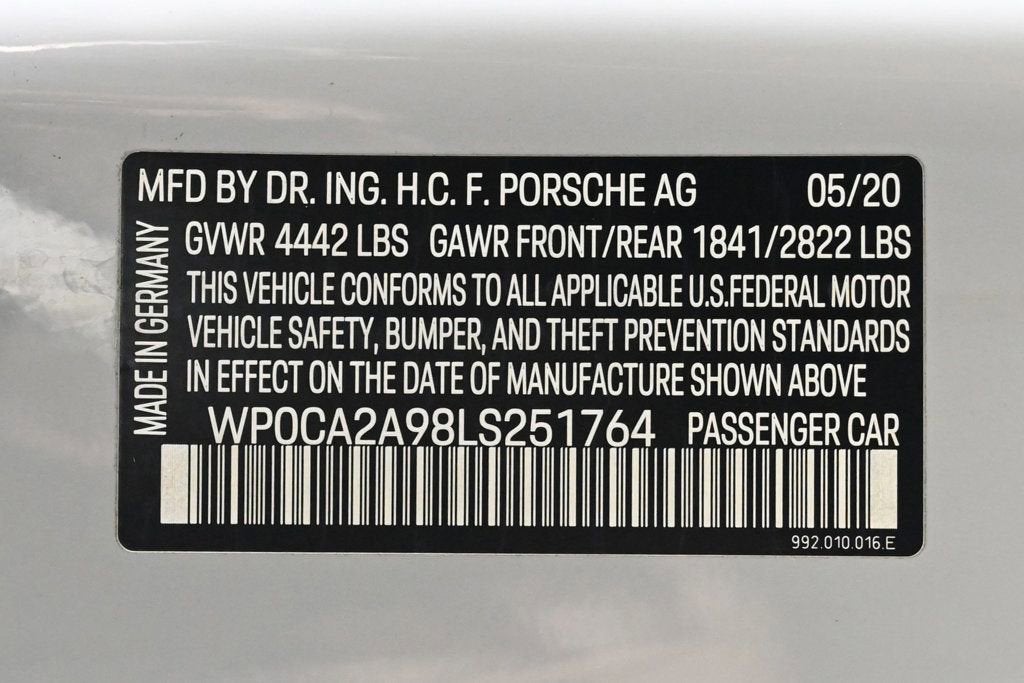 MFD BY DR. ING. H.C. F. PORSCHE AG 05/20
MADE IN GERMANY
GVWR 4442 LBS GAWR FRONT/REAR 1841/2822 LBS
THIS VEHICLE CONFORMS TO ALL APPLICABLE U.S.FEDERAL MOTOR
VEHICLE SAFETY, BUMPER, AND THEFT PREVENTION STANDARDS
IN EFFECT ON THE DATE OF MANUFACTURE SHOWN ABOVE
WP0CA2A98LS251764 PASSENGER CAR
992.010.016.E